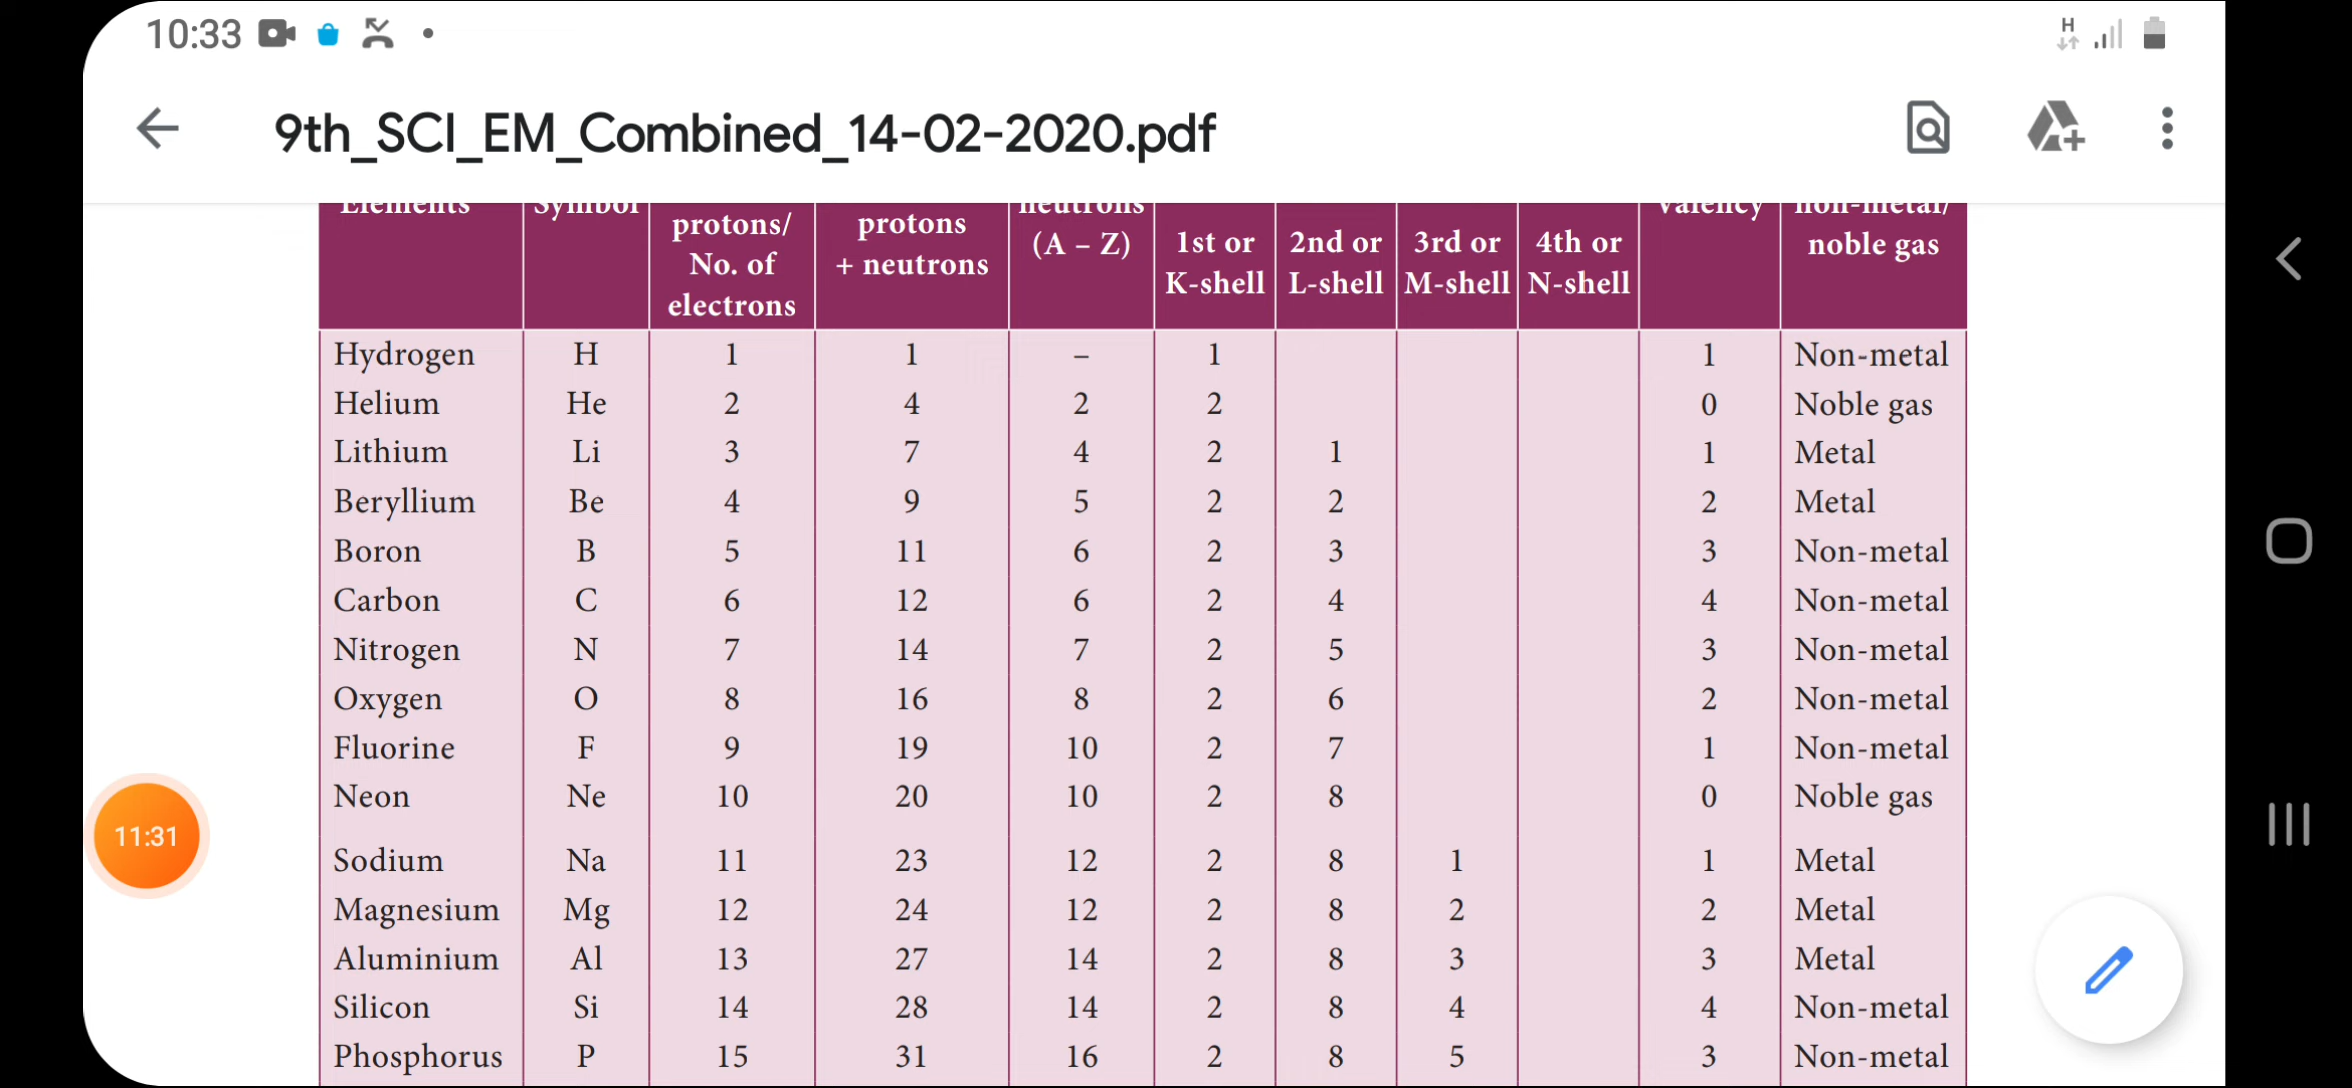 10:33
H
9th_SCI_EM_Combined_14-02-2020.pdf
Elements Symbol protons/ No. of electrons protons + neutrons neutrons (A – Z) 1st or K-shell 2nd or L-shell 3rd or M-shell 4th or N-shell valency non-metal/ noble gas
Hydrogen H 1 1 – 1 1 Non-metal
Helium He 2 4 2 2 0 Noble gas
Lithium Li 3 7 4 2 1 1 Metal
Beryllium Be 4 9 5 2 2 2 Metal
Boron B 5 11 6 2 3 3 Non-metal
Carbon C 6 12 6 2 4 4 Non-metal
Nitrogen N 7 14 7 2 5 3 Non-metal
Oxygen O 8 16 8 2 6 2 Non-metal
Fluorine F 9 19 10 2 7 1 Non-metal
Neon Ne 10 20 10 2 8 0 Noble gas
11:31
Sodium Na 11 23 12 2 8 1 1 Metal
Magnesium Mg 12 24 12 2 8 2 2 Metal
Aluminium Al 13 27 14 2 8 3 3 Metal
Silicon Si 14 28 14 2 8 4 4 Non-metal
Phosphorus P 15 31 16 2 8 5 3 Non-metal